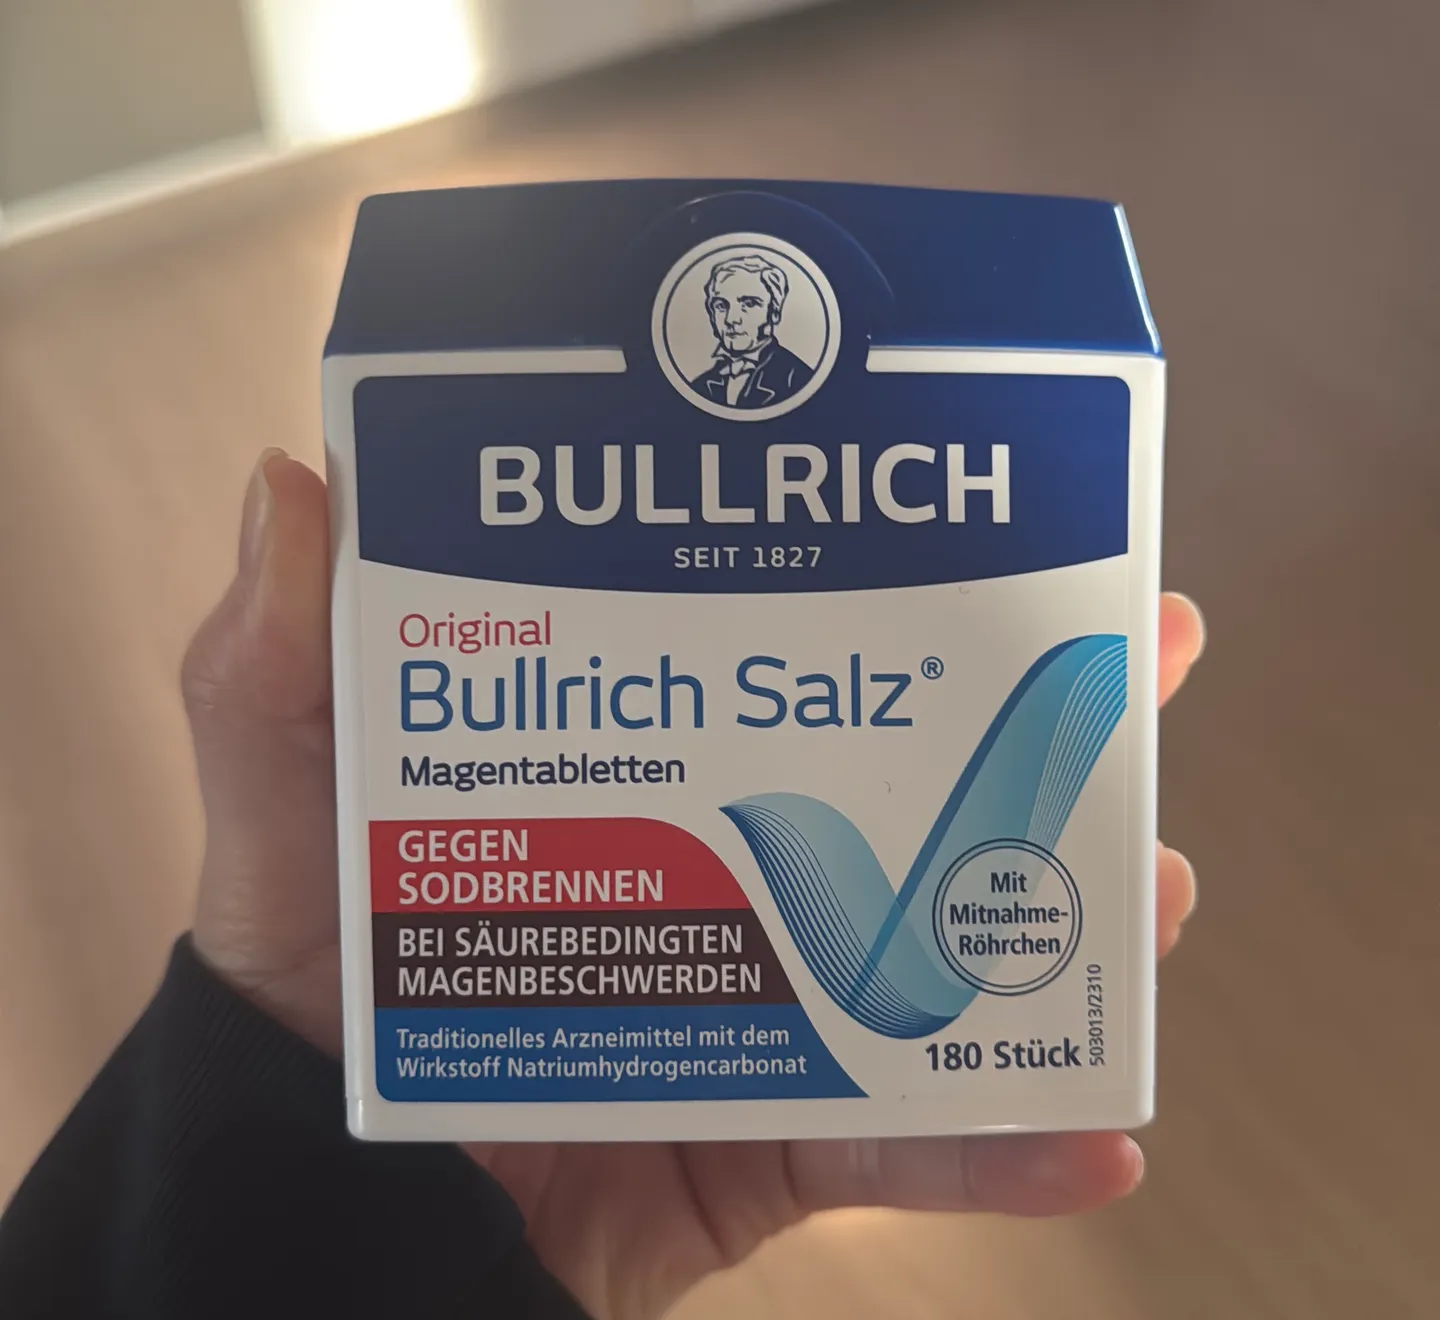 BULLRICH
SEIT 1827
Original
Bullrich Salz®
Magentabletten
GEGEN
SODBRENNEN
BEI SÄUREBEDINGTEN
MAGENBESCHWERDEN
Traditionelles Arzneimittel mit dem
Wirkstoff Natriumhydrogencarbonat
Mit
Mitnahme-
Röhrchen
180 Stück
503013/2310